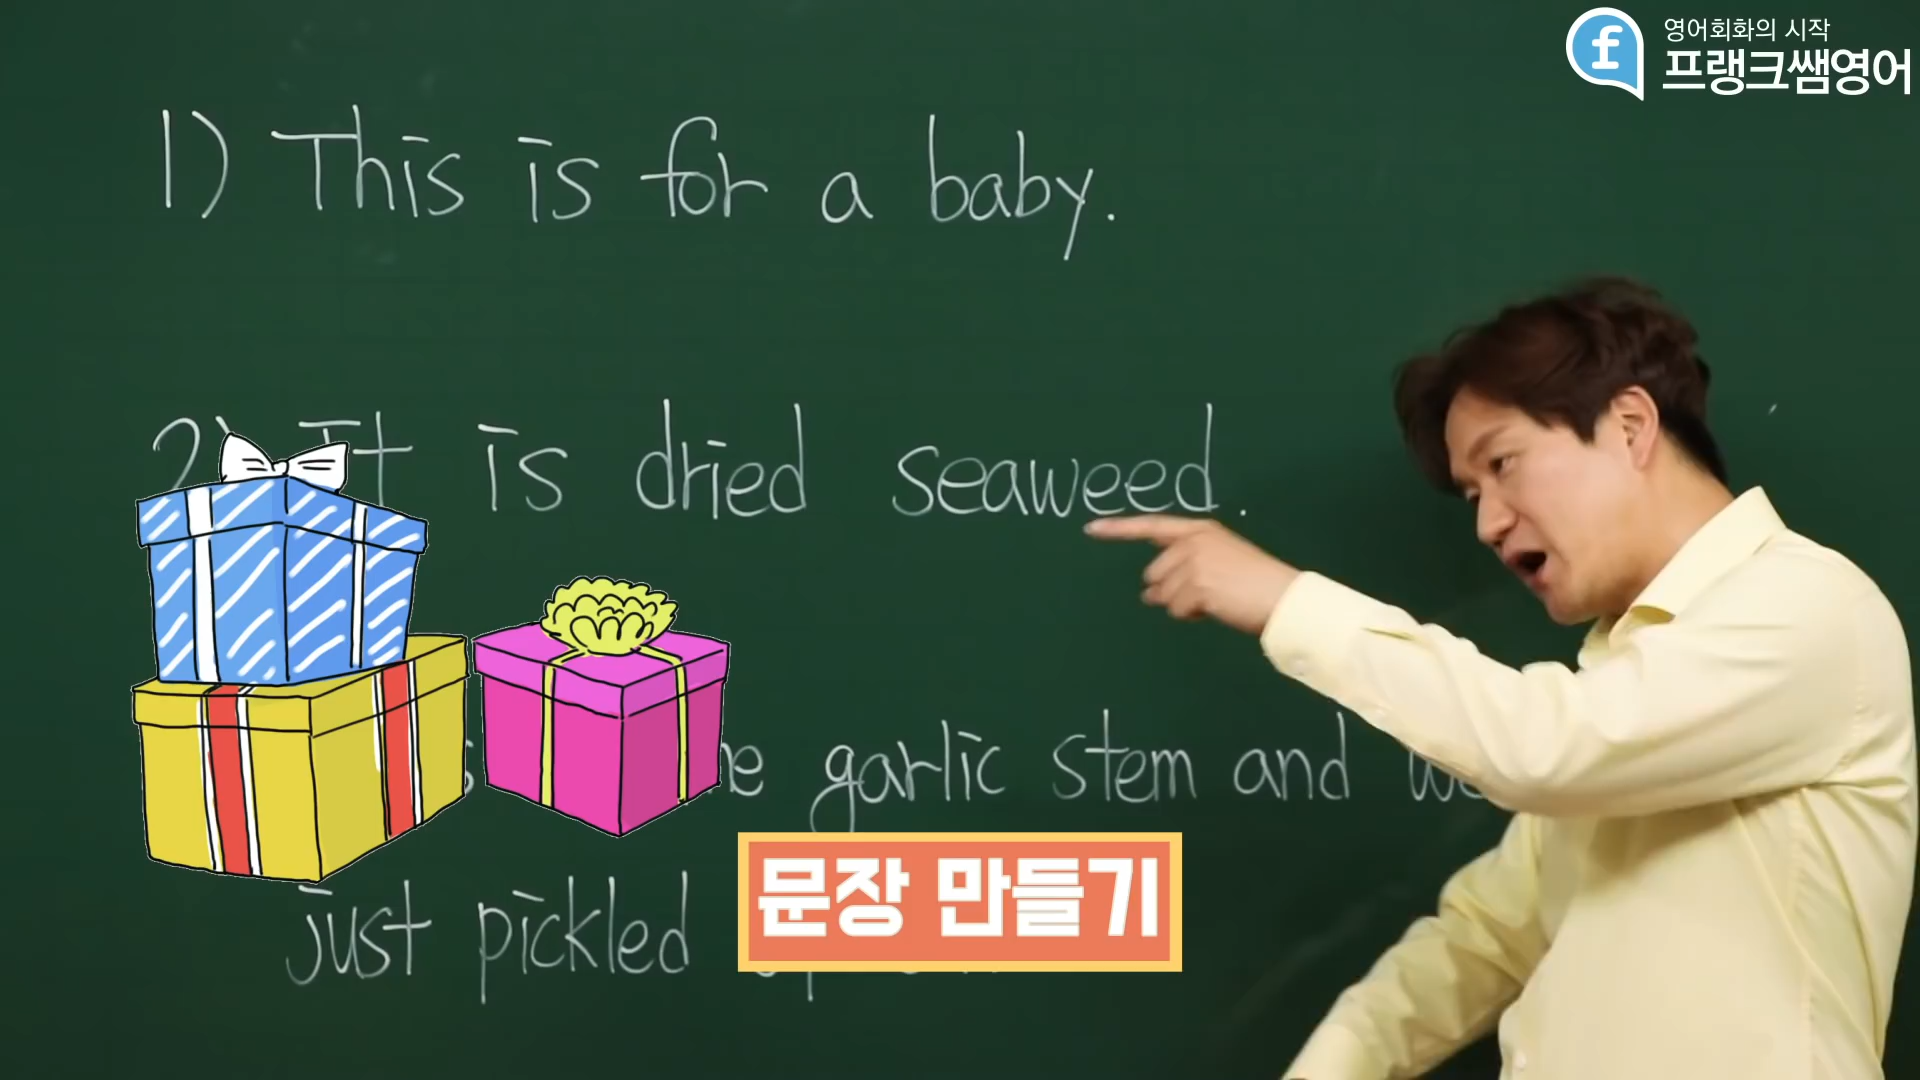 영어회화의 시작
프랭크쌤영어
1) This is for a baby.
2) It is dried seaweed.
garlic stem and
just pickled
문장 만들기